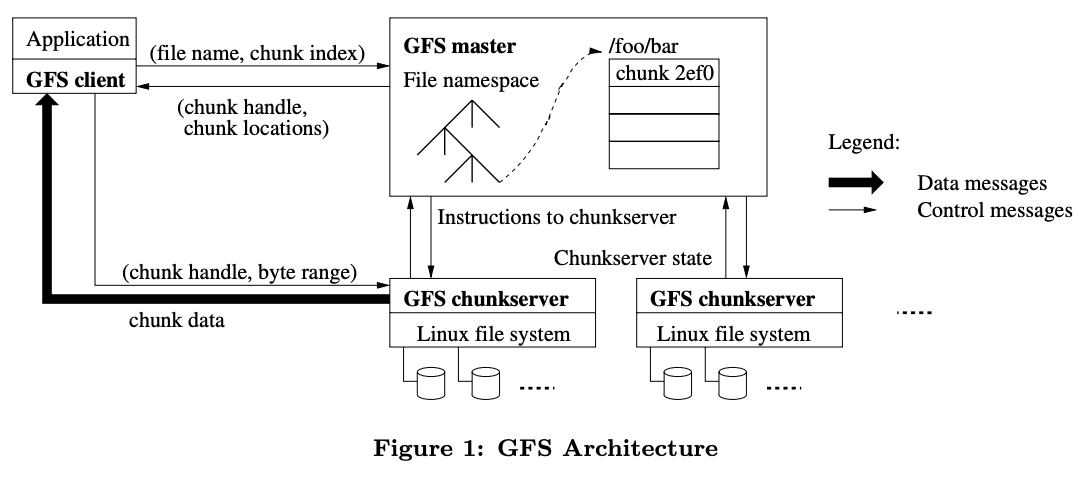 Application
GFS client
(file name, chunk index)
(chunk handle,
chunk locations)
GFS master
File namespace
/foo/bar
chunk 2ef0
Legend:
Data messages
Control messages
Instructions to chunkserver
Chunkserver state
(chunk handle, byte range)
chunk data
GFS chunkserver
Linux file system
GFS chunkserver
Linux file system
Figure 1: GFS Architecture